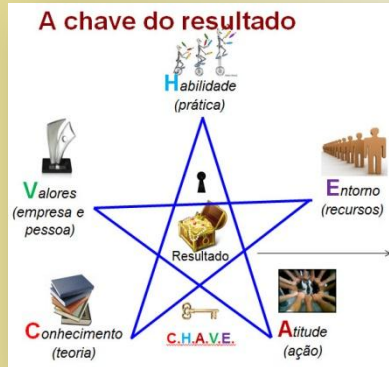 A chave do resultado
Habilidade
(prática)
Valores
(empresa e
pessoa)
Entorno
(recursos)
Resultado
Conhecimento
(teoria)
C.H.A.V.E.
Atitude
(ação)